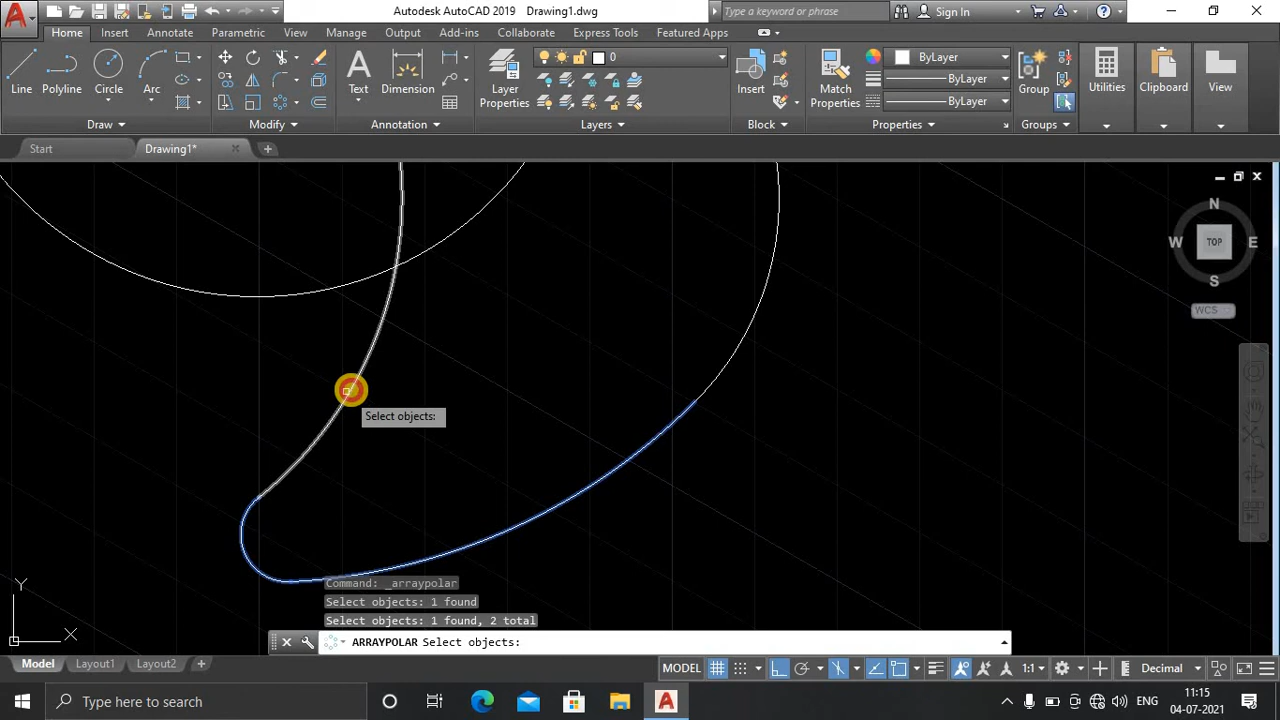 Autodesk AutoCAD 2019 Drawing1.dwg
Type a keyword or phrase
Sign In
Home Insert Annotate Parametric View Manage Output Add-ins Collaborate Express Tools Featured Apps
Line Polyline Circle Arc
Text Dimension
Layer Properties
0
Insert
Match Properties
ByLayer
ByLayer
ByLayer
Group
Utilities
Clipboard
View
Draw Modify Annotation Layers Block Properties Groups
Start Drawing1*
N
W TOP E
S
WCS
Select objects:
Y
X
Command: _arraypolar
Select objects: 1 found
Select objects: 1 found, 2 total
ARRAYPOLAR Select objects:
Model Layout1 Layout2
MODEL 1:1 Decimal
Type here to search
ENG
11:15
04-07-2021